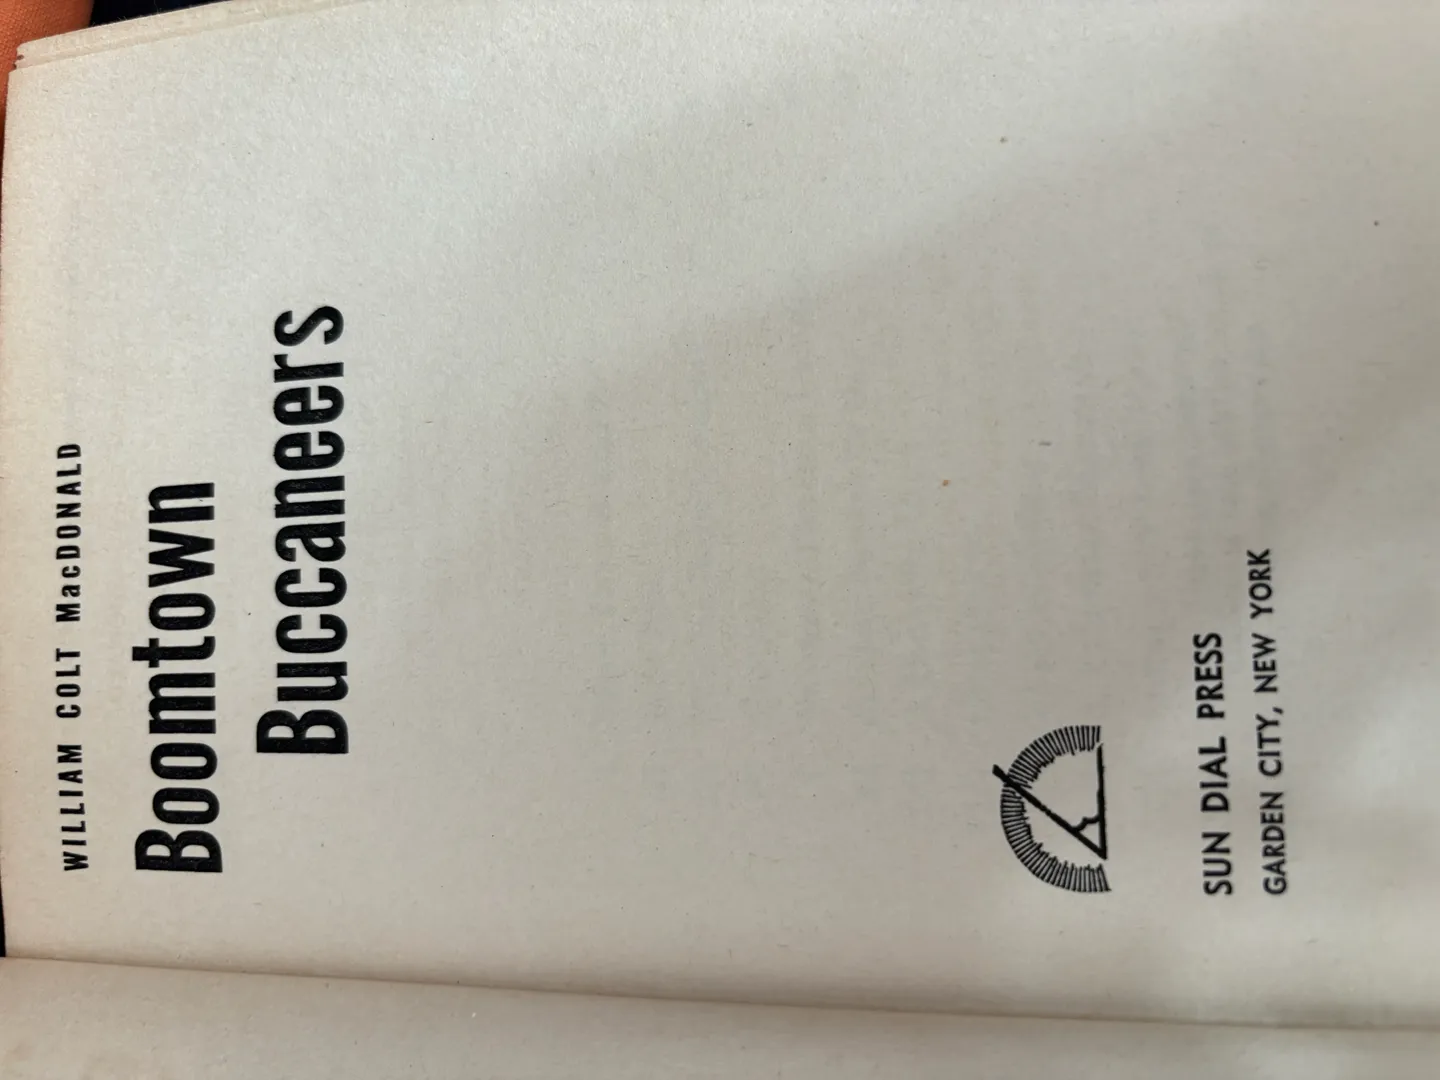 WILLIAM COLT MacDONALD
Boomtown
Buccaneers
SUN DIAL PRESS
GARDEN CITY, NEW YORK